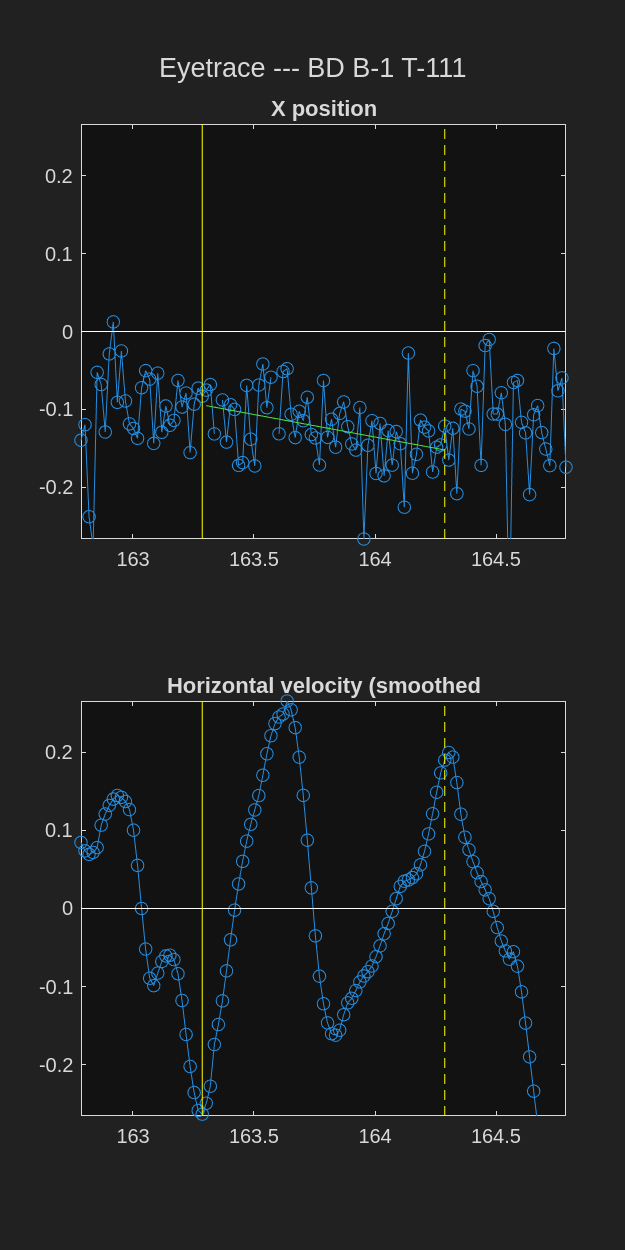 Eyetrace --- BD B-1 T-111
X position
0.2
0.1
0
-0.1
-0.2
163 163.5 164 164.5
Horizontal velocity (smoothed
0.2
0.1
0
-0.1
-0.2
163 163.5 164 164.5